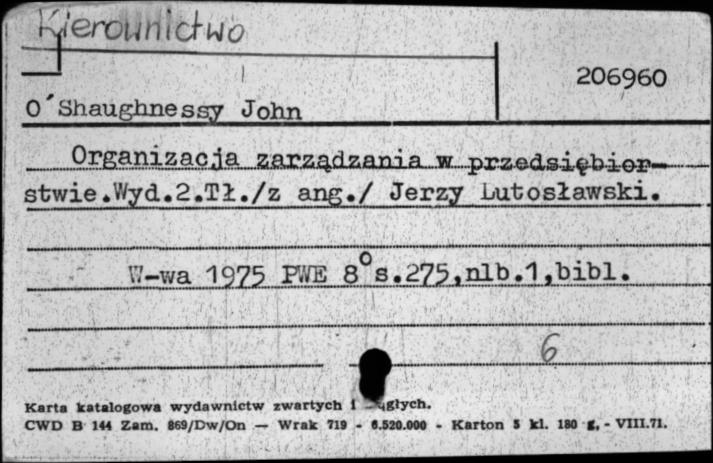 Kierownictwo
206960
O´Shaughnessy John
Organizacja zarządzania w przedsiębior-
stwie.Wyd.2.Tł./z ang./ Jerzy Lutosławski.
W-wa 1975 PWE 8° s.275,nlb.1,bibl.
6
Karta katalogowa wydawnictw zwartych i
CWD B 144 Zam. 869/Dw/On — Wrak 719 - 6.520.000 - Karton 5 kl. 180 g. - VIII.71.